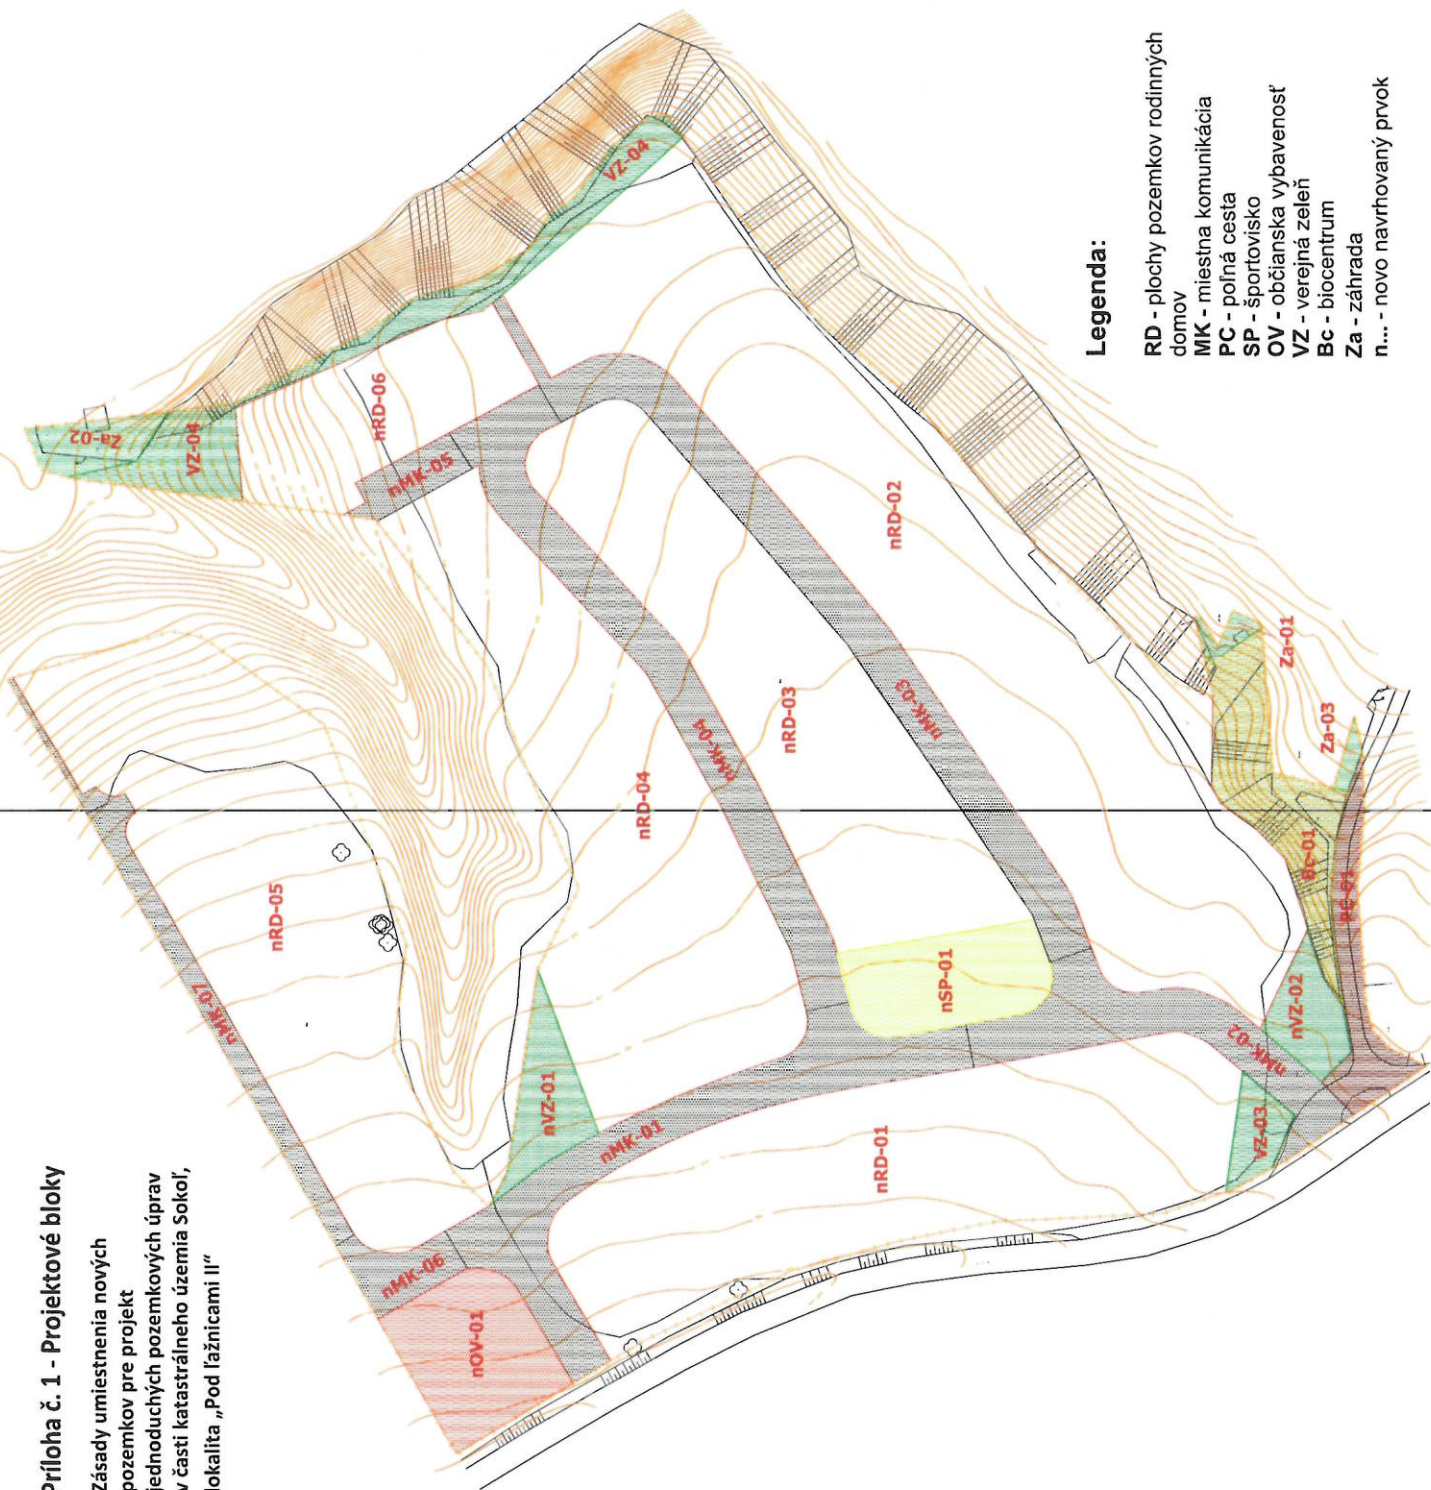 Príloha č. 1 - Projektové bloky
Zásady umiestnenia nových
pozemkov pre projekt
jednoduchých pozemkových úprav
v časti katastrálneho územia Sokoľ,
lokalita „Pod ľažnicami II“
Za-02
VZ-04
VZ-04
nRD-06
nMK-05
nRD-02
nRD-03
nMK-03
nMK-04
nRD-04
nRD-05
nMK-07
nSP-01
nVZ-01
nMK-01
nRD-01
nMK-06
nOV-01
nMK-02
nVZ-02
VZ-03
Bc-01
PC-01
Za-01
Za-03
Legenda:
RD - plochy pozemkov rodinných
domov
MK - miestna komunikácia
PC - poľná cesta
SP - športovisko
OV - občianska vybavenosť
VZ - verejná zeleň
Bc - biocentrum
Za - záhrada
n... - novo navrhovaný prvok